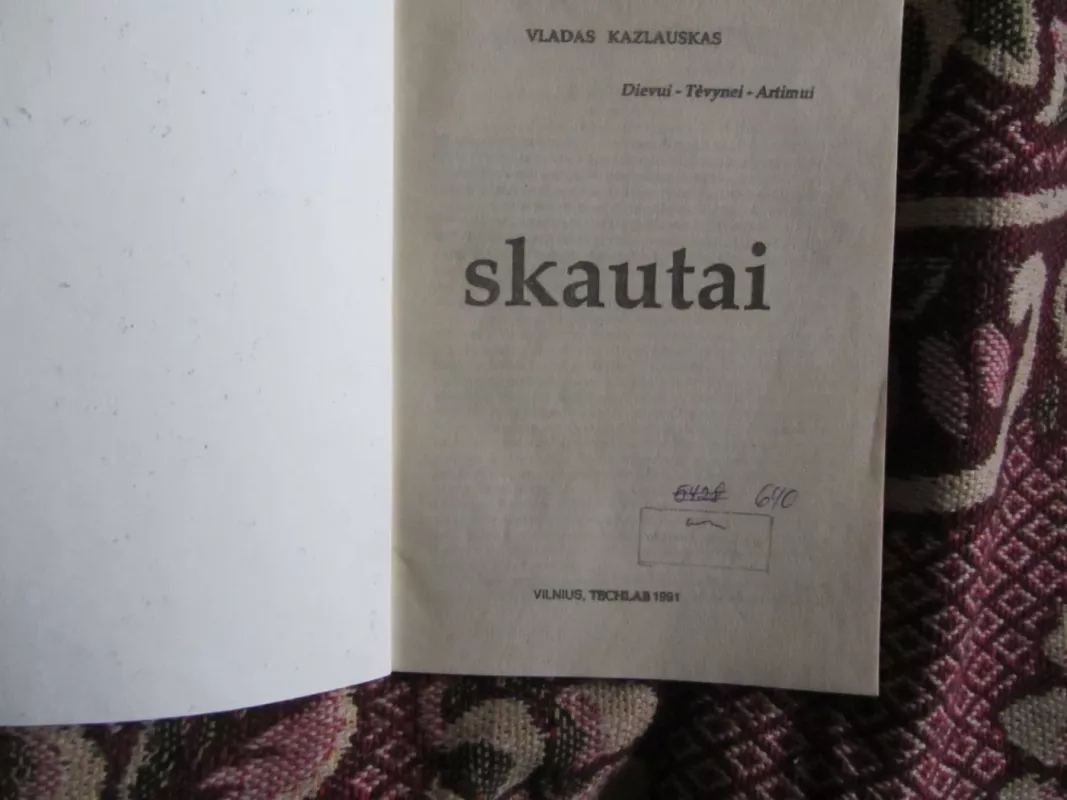 VLADAS KAZLAUSKAS
Dievui - Tėvynei - Artimui
skautai
5428 640
VILNIUS, TECHLAB 1991